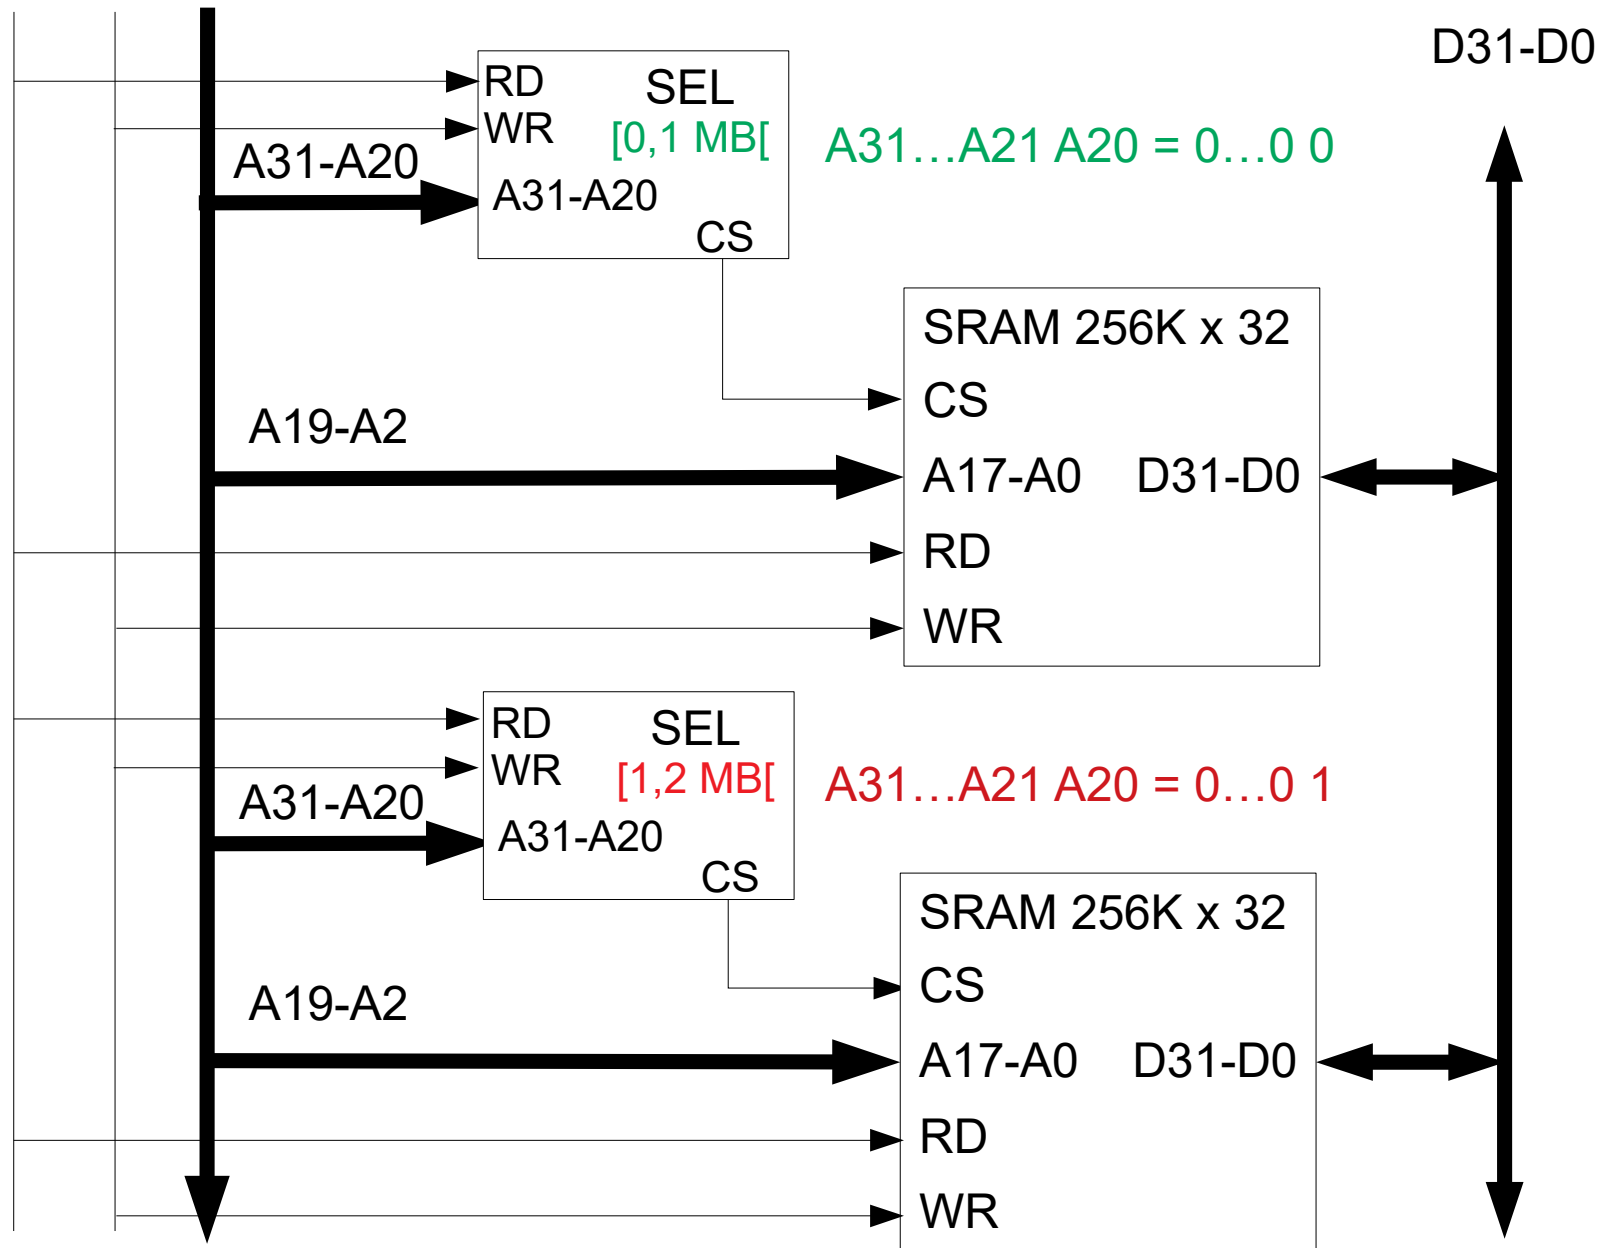 D31-D0
RD SEL
WR [0,1 MB[
A31-A20
A31-A20
CS
A31…A21 A20 = 0…0 0
SRAM 256K x 32
CS
A19-A2
A17-A0 D31-D0
RD
WR
RD SEL
WR [1,2 MB[
A31-A20
A31-A20
CS
A31…A21 A20 = 0…0 1
SRAM 256K x 32
CS
A19-A2
A17-A0 D31-D0
RD
WR